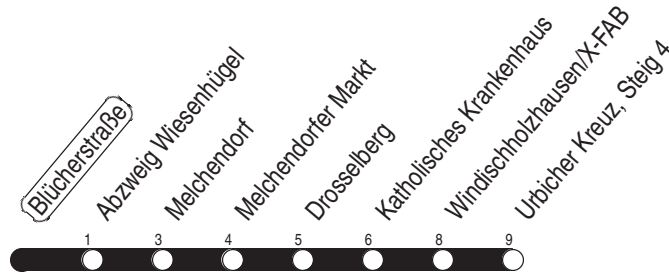 Blücherstraße
Abzweig Wiesenhügel
Melchendorf
Melchendorfer Markt
Drosselberg
Katholisches Krankenhaus
Windischholzhausen/X-FAB
Urbicher Kreuz, Steig 4
1 3 4 5 6 8 9